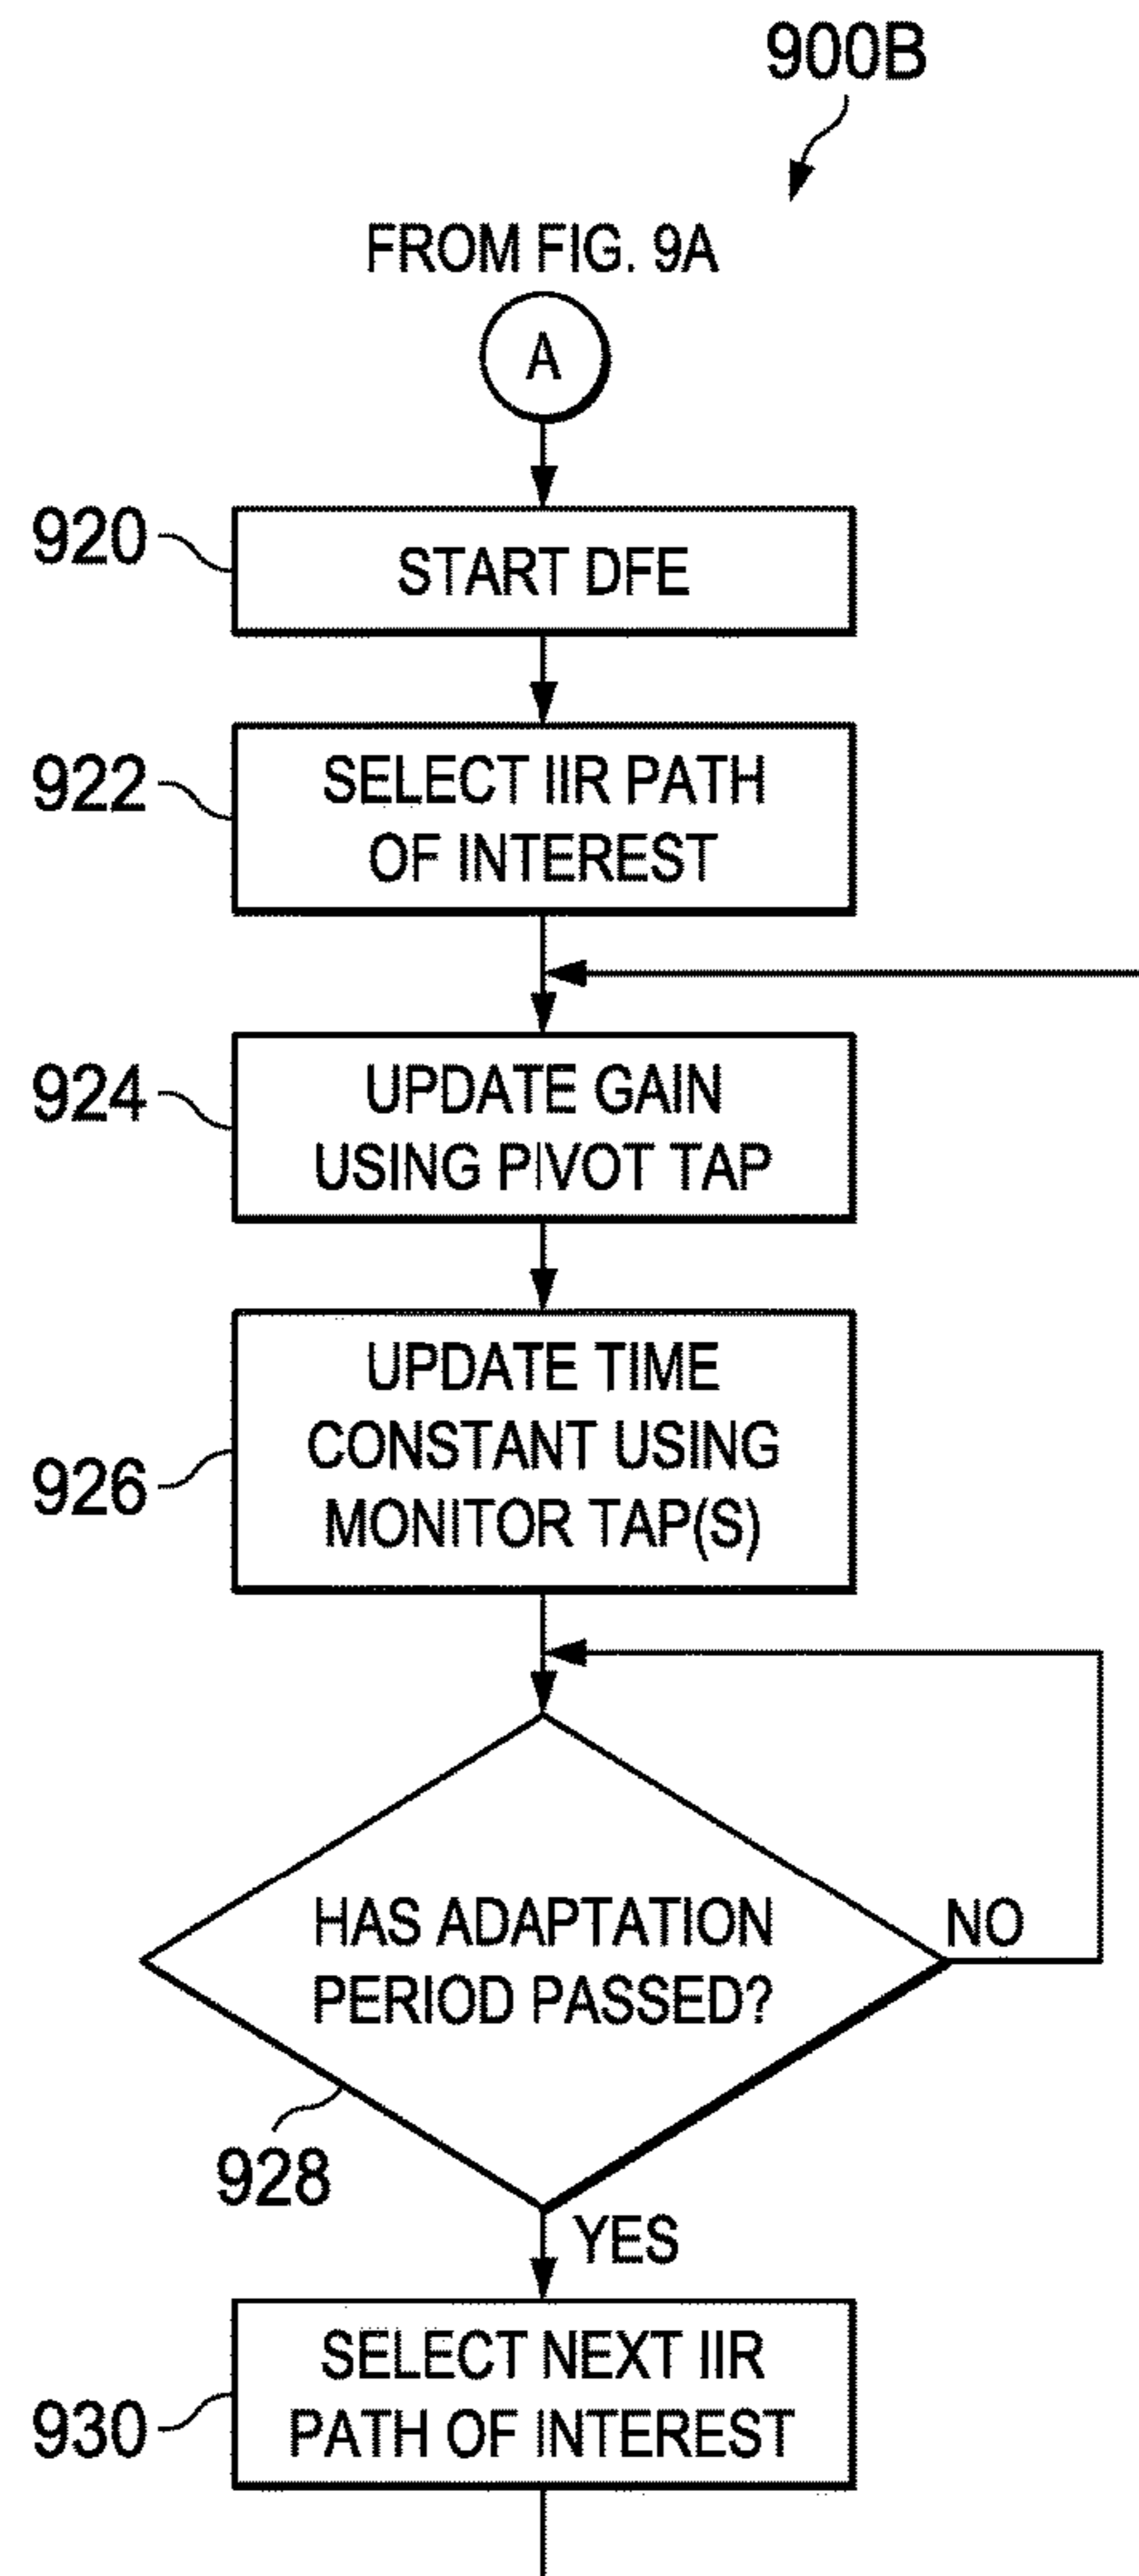 900B
FROM FIG. 9A
A
920
START DFE
922
SELECT IIR PATH
OF INTEREST
924
UPDATE GAIN
USING PIVOT TAP
926
UPDATE TIME
CONSTANT USING
MONITOR TAP(S)
HAS ADAPTATION
PERIOD PASSED?
NO
928
YES
930
SELECT NEXT IIR
PATH OF INTEREST